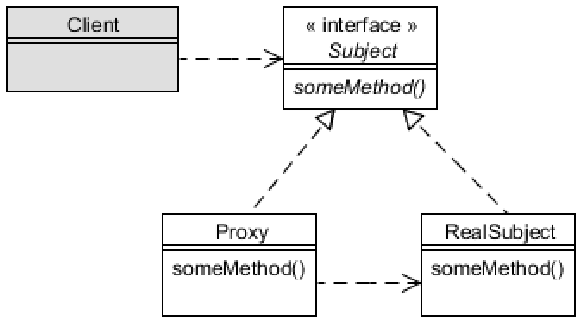 Client
« interface »
Subject
someMethod()
Proxy
someMethod()
RealSubject
someMethod()